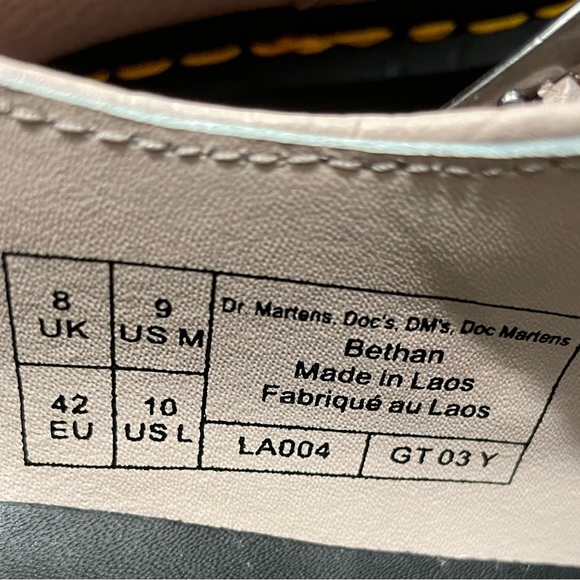 8
UK
9
US M
42
EU
10
US L
Dr. Martens, Doc's, DM's, Doc Martens
Bethan
Made in Laos
Fabriqué au Laos
LA004
GT 03 Y